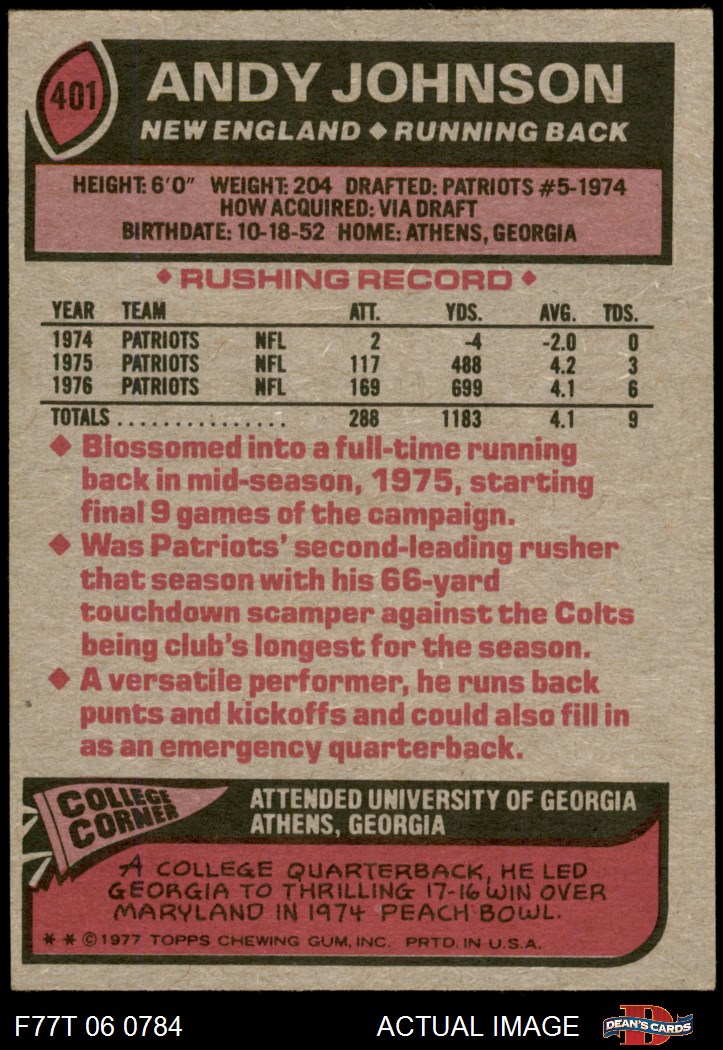 401
ANDY JOHNSON
NEW ENGLAND ♦ RUNNING BACK
HEIGHT: 6'0" WEIGHT: 204 DRAFTED: PATRIOTS #5-1974
HOW ACQUIRED: VIA DRAFT
BIRTHDATE: 10-18-52 HOME: ATHENS, GEORGIA
♦ RUSHING RECORD ♦
YEAR TEAM ATT. YDS. AVG. TDS.
1974 PATRIOTS NFL 2 -4 -2.0 0
1975 PATRIOTS NFL 117 488 4.2 3
1976 PATRIOTS NFL 169 699 4.1 6
TOTALS ............... 288 1183 4.1 9
♦ Blossomed into a full-time running
back in mid-season, 1975, starting
final 9 games of the campaign.
♦ Was Patriots' second-leading rusher
that season with his 66-yard
touchdown scamper against the Colts
being club's longest for the season.
♦ A versatile performer, he runs back
punts and kickoffs and could also fill in
as an emergency quarterback.
COLLEGE
CORNER
ATTENDED UNIVERSITY OF GEORGIA
ATHENS, GEORGIA
A COLLEGE QUARTERBACK, HE LED
GEORGIA TO THRILLING 17-16 WIN OVER
MARYLAND IN 1974 PEACH BOWL.
* * © 1977 TOPPS CHEWING GUM, INC. PRTD. IN U.S.A.
F77T 06 0784 ACTUAL IMAGE
D
DEAN'S CARDS